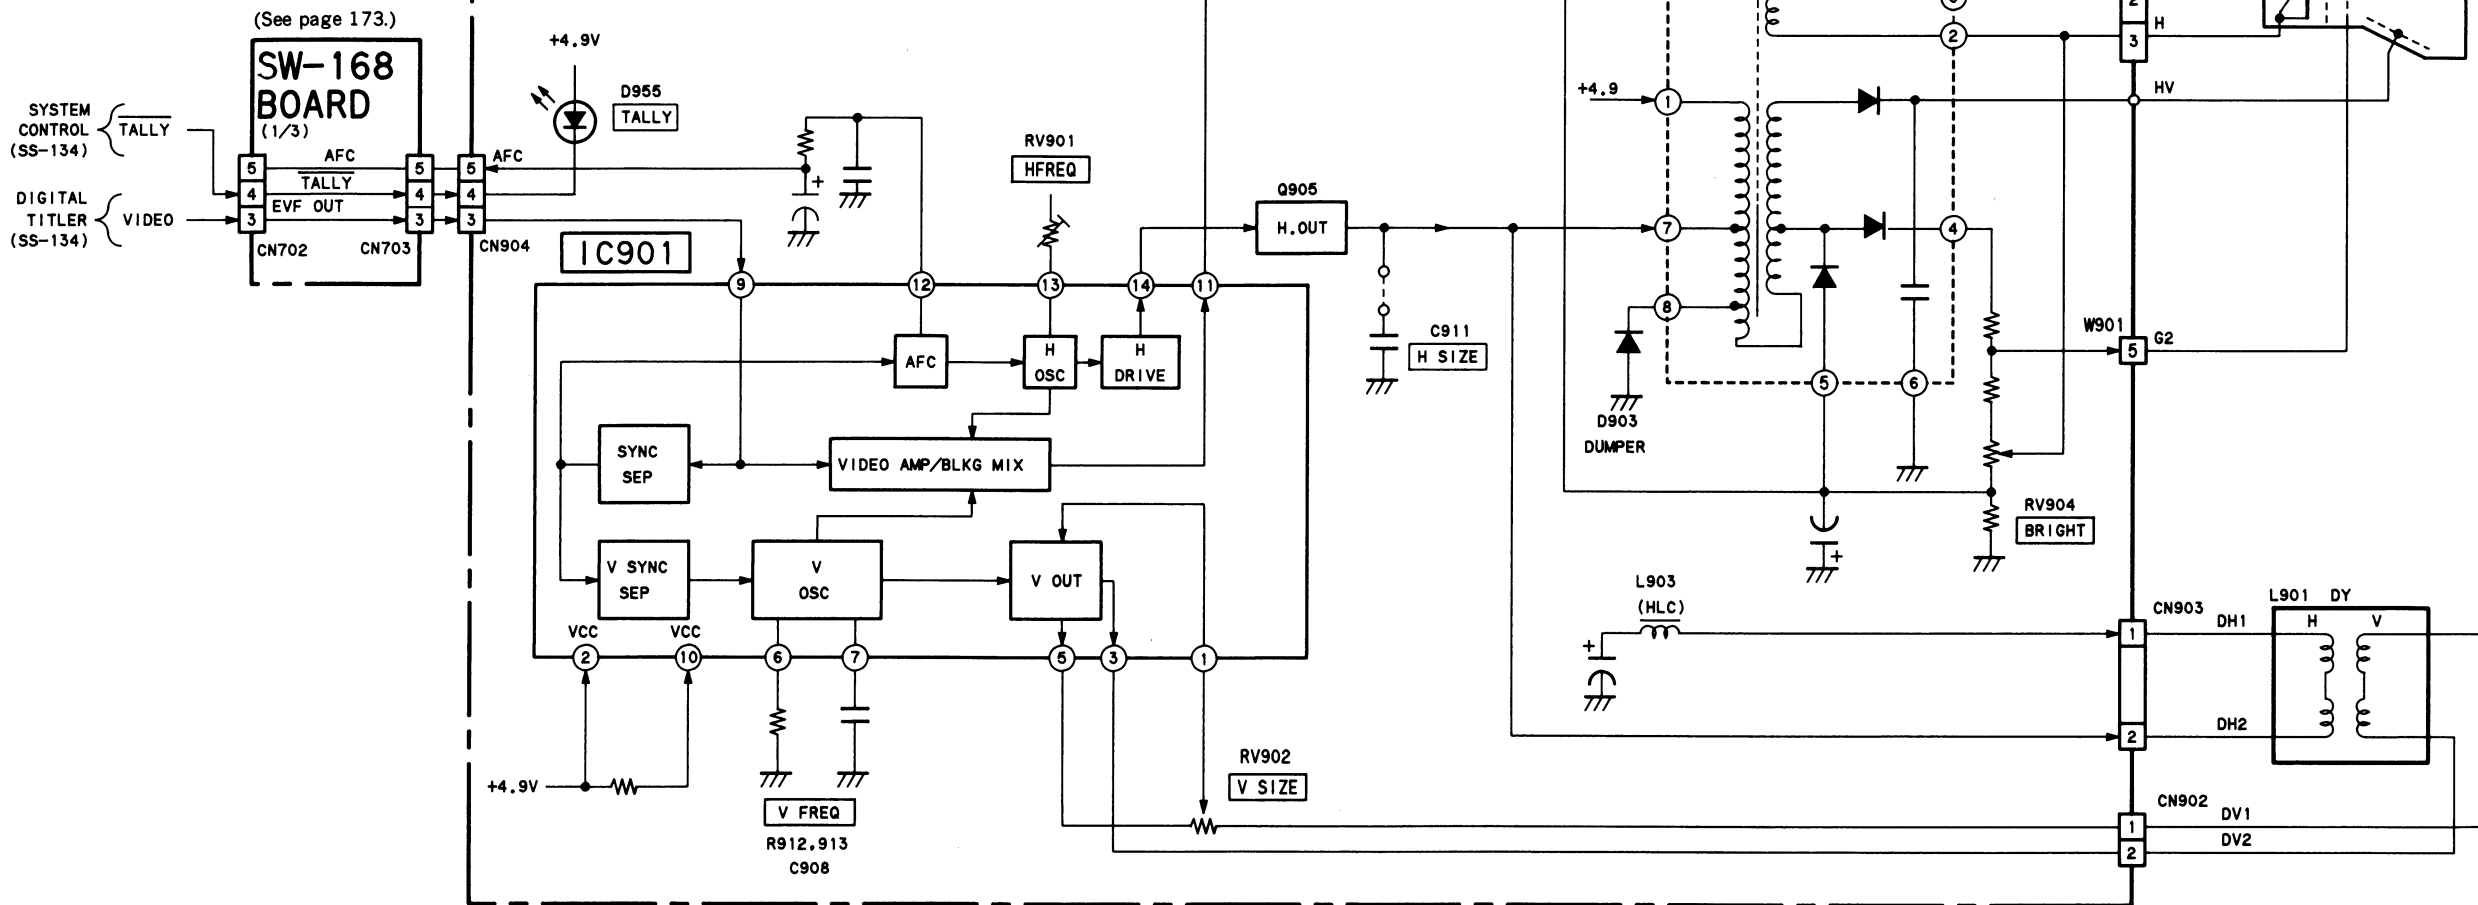 (See page 173.)
SW-168
BOARD
(1/3)
SYSTEM
CONTROL
(SS-134)
TALLY
DIGITAL
TITLER
(SS-134)
VIDEO
5
4
3
CN702
AFC
TALLY
EVF OUT
5
4
3
CN703
5
4
3
CN904
AFC
+4.9V
D955
TALLY
+
RV901
HFREQ
IC901
9
12
13
14
11
AFC
H
OSC
H
DRIVE
SYNC
SEP
VIDEO AMP/BLKG MIX
V SYNC
SEP
V
OSC
V OUT
VCC
VCC
2
10
6
7
5
3
1
+4.9V
V FREQ
R912,913
C908
RV902
V SIZE
Q905
H.OUT
C911
H SIZE
+4.9
1
7
8
2
4
5
6
D903
DUMPER
+
RV904
BRIGHT
2
3
H
HV
W901
5
G2
L903
(HLC)
+
CN903
1
2
DH1
DH2
L901 DY
H V
CN902
1
2
DV1
DV2